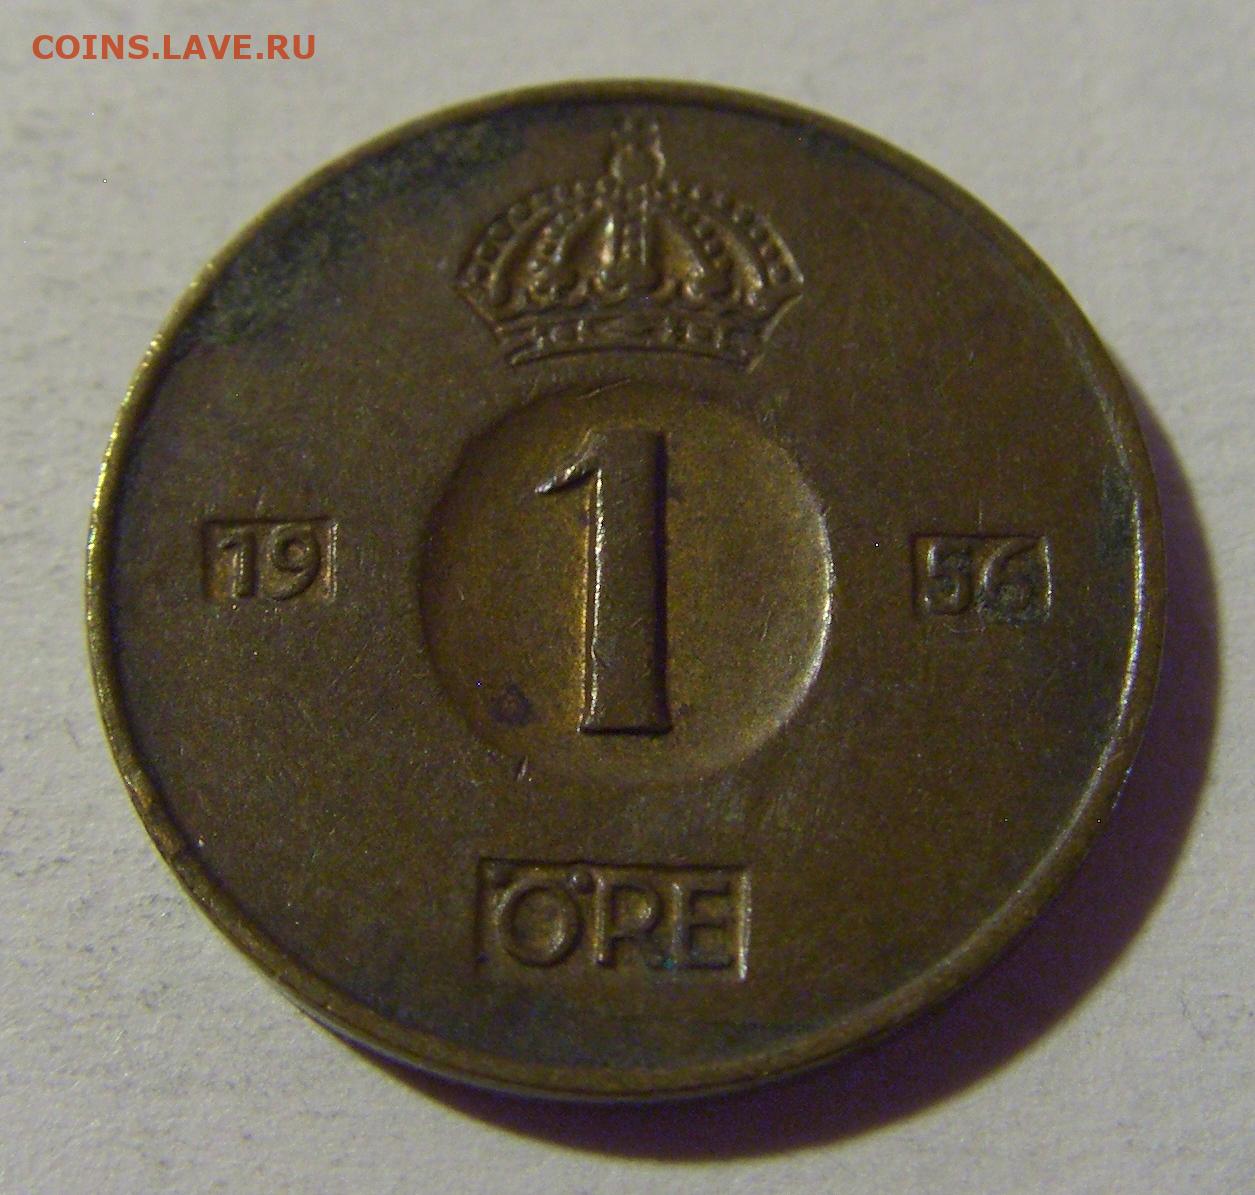 COINS.LAVE.RU
1
19 56
ÖRE